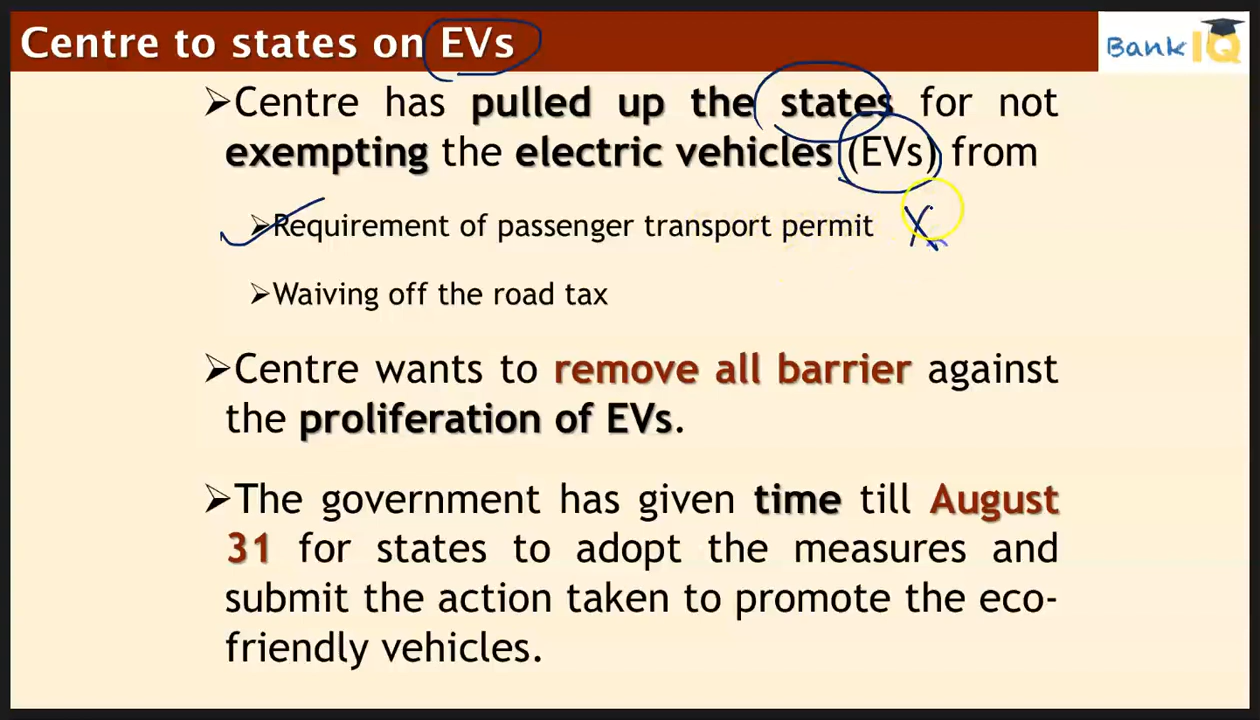 Centre to states on EVs
Bank IQ
➢Centre has pulled up the states for not
exempting the electric vehicles (EVs) from
➢Requirement of passenger transport permit X
➢Waiving off the road tax
➢Centre wants to remove all barrier against
the proliferation of EVs.
➢The government has given time till August
31 for states to adopt the measures and
submit the action taken to promote the eco-
friendly vehicles.